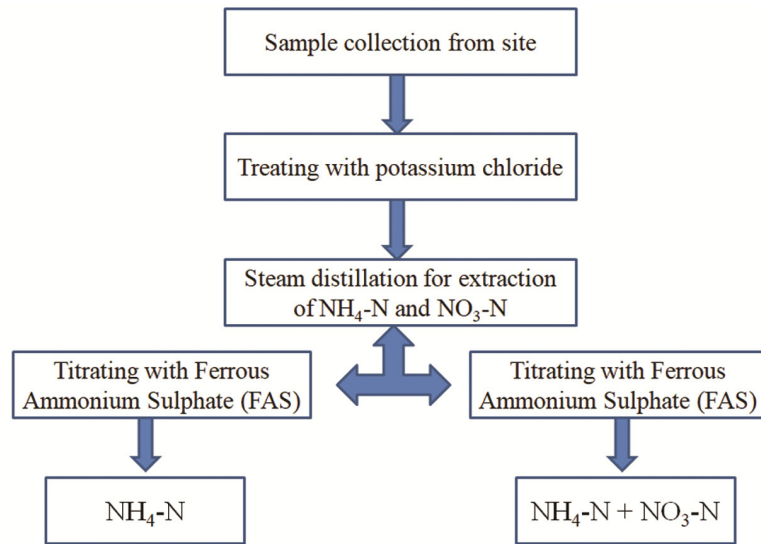 Sample collection from site
Treating with potassium chloride
Steam distillation for extraction
of NH₄-N and NO₃-N
Titrating with Ferrous
Ammonium Sulphate (FAS)
Titrating with Ferrous
Ammonium Sulphate (FAS)
NH₄-N
NH₄-N + NO₃-N